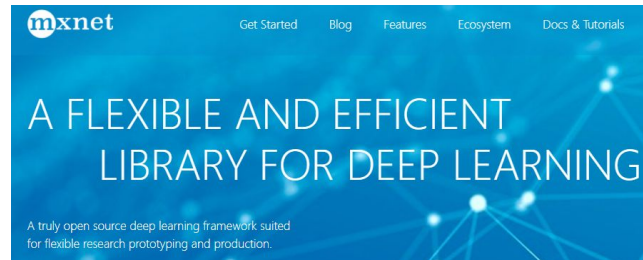 mxnet
Get Started Blog Features Ecosystem Docs & Tutorials
A FLEXIBLE AND EFFICIENT
LIBRARY FOR DEEP LEARNING
A truly open source deep learning framework suited
for flexible research prototyping and production.